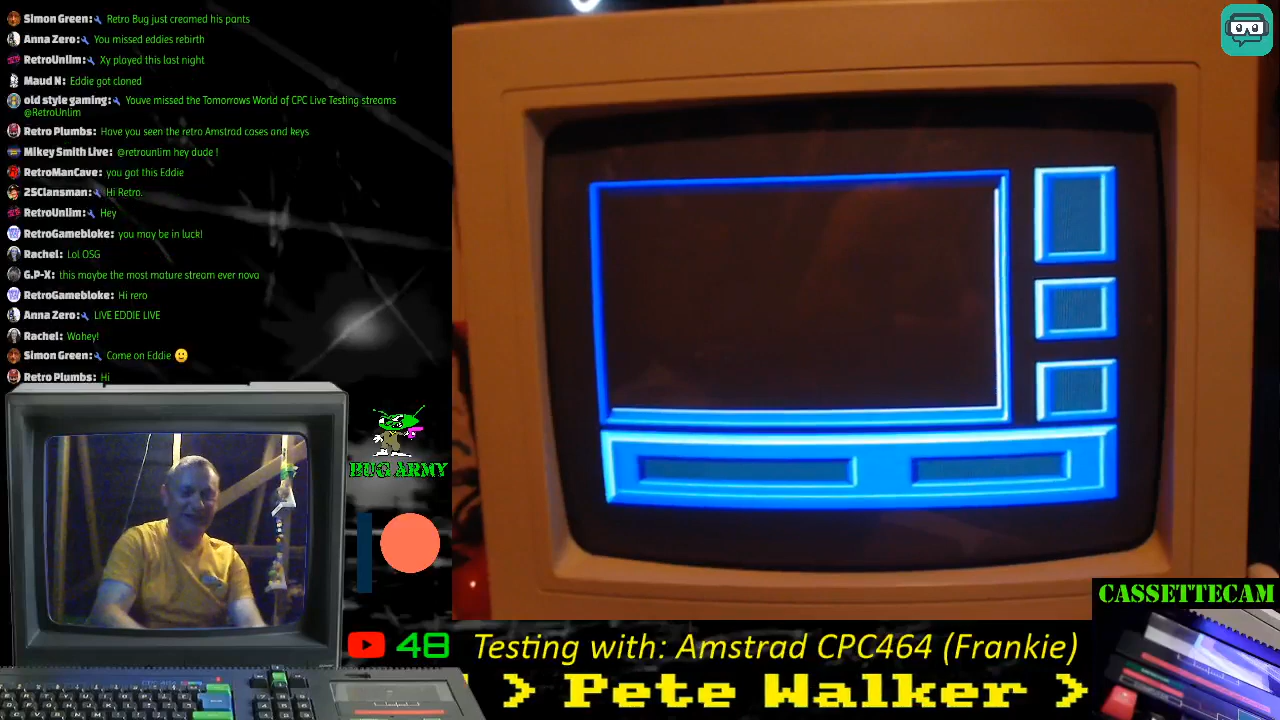 Simon Green: Retro Bug just creamed his pants
Anna Zero: You missed eddies rebirth
RetroUnlim: Xy ployed this last night
Maud N: Eddie got cloned
old style gaming: Youve missed the Tomorrows World of CPC Live Testing streams
@RetroUnlim
Retro Plumbs: Have you seen the retro Amstrad cases and keys
Mikey Smith Live: @retrounlim hey dude !
RetroManCave: you got this Eddie
2SClansman: Hi Retro.
RetroUnlim: Hey
RetroGamebloke: you may be in luck!
Rachel: Lol OSG
G.P-X: this maybe the most mature stream ever nova
RetroGamebloke: Hi rero
Anna Zero: LIVE EDDIE LIVE
Rachel: Wahey!
Simon Green: Come on Eddie 🙂
Retro Plumbs: Hi
BUG ARMY
CASSETTECAM
48
Testing with: Amstrad CPC464 (Frankie)
> Pete Walker >